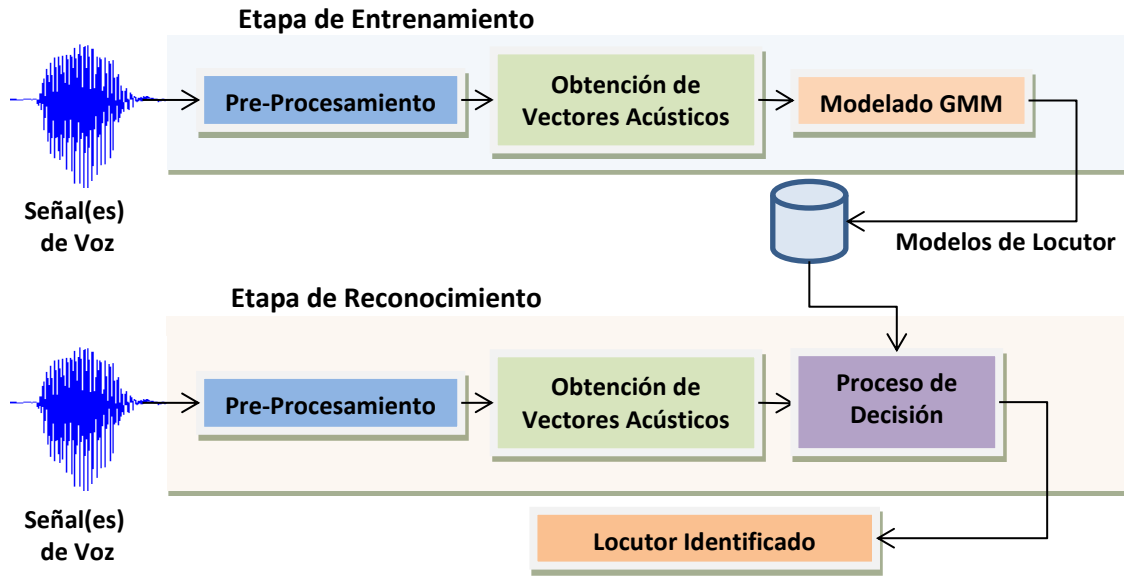 Etapa de Entrenamiento
Pre-Procesamiento
Obtención de
Vectores Acústicos
Modelado GMM
Señal(es)
de Voz
Modelos de Locutor
Etapa de Reconocimiento
Pre-Procesamiento
Obtención de
Vectores Acústicos
Proceso de
Decisión
Señal(es)
de Voz
Locutor Identificado